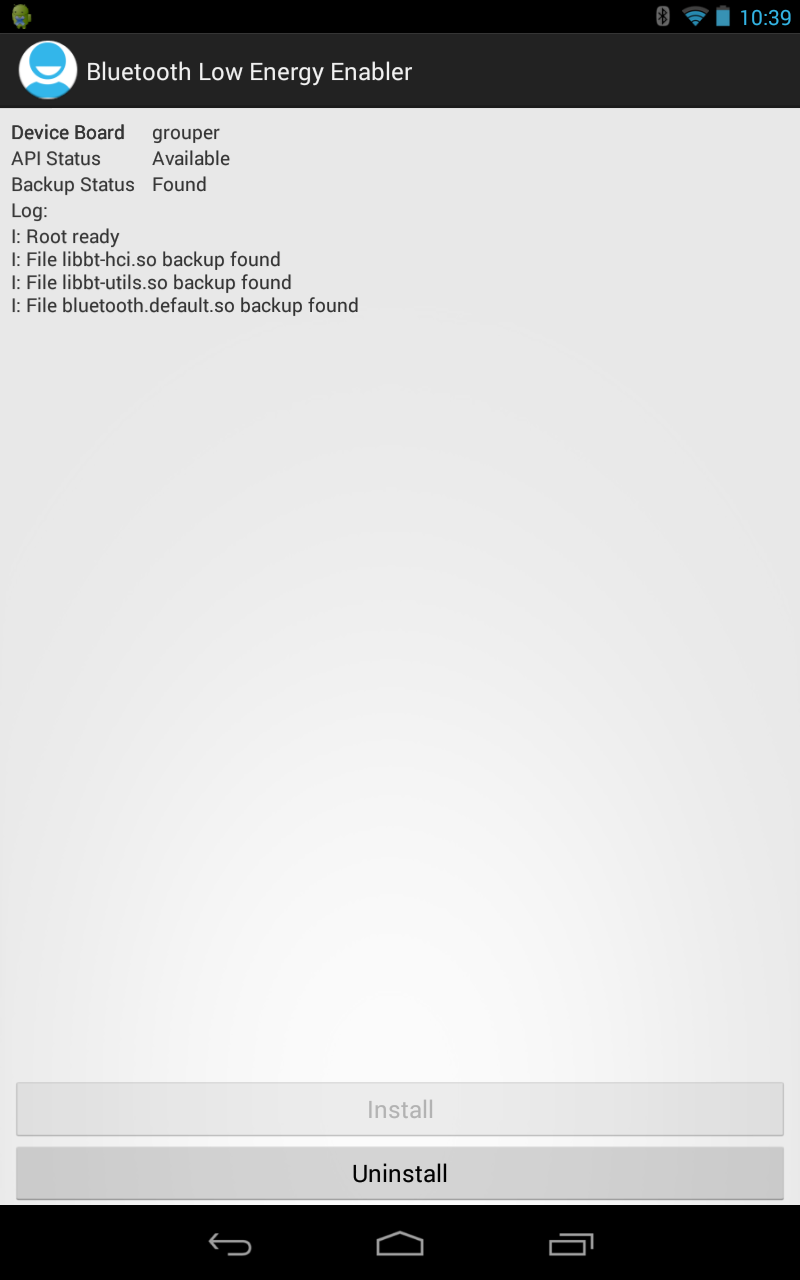 10:39
Bluetooth Low Energy Enabler
Device Board grouper
API Status Available
Backup Status Found
Log:
I: Root ready
I: File libbt-hci.so backup found
I: File libbt-utils.so backup found
I: File bluetooth.default.so backup found
Install
Uninstall